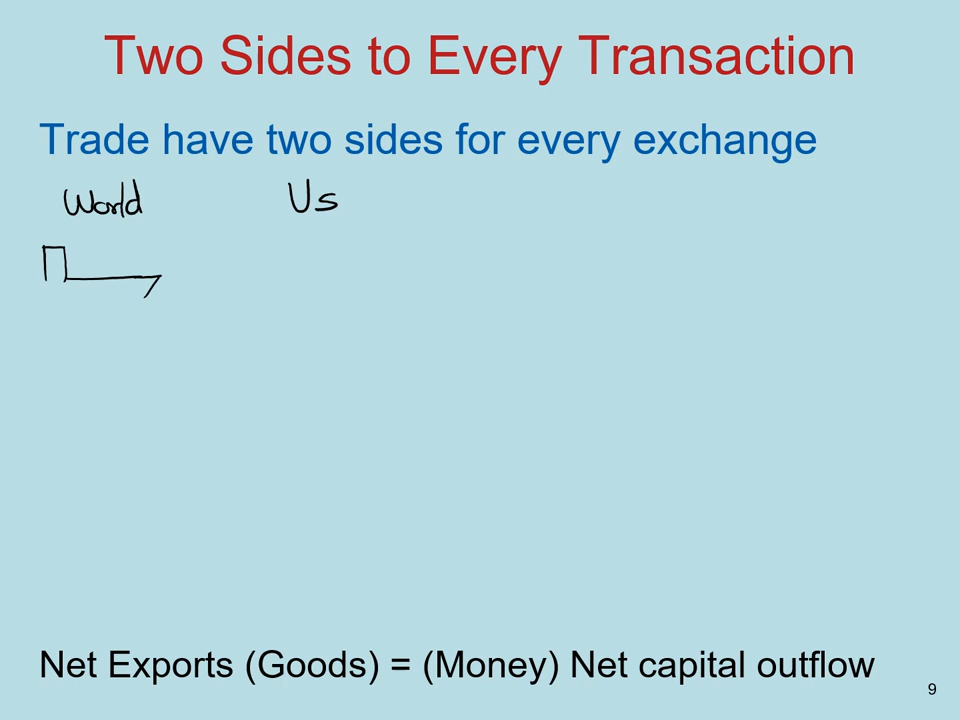 Two Sides to Every Transaction
Trade have two sides for every exchange
World Us
Net Exports (Goods) = (Money) Net capital outflow
9